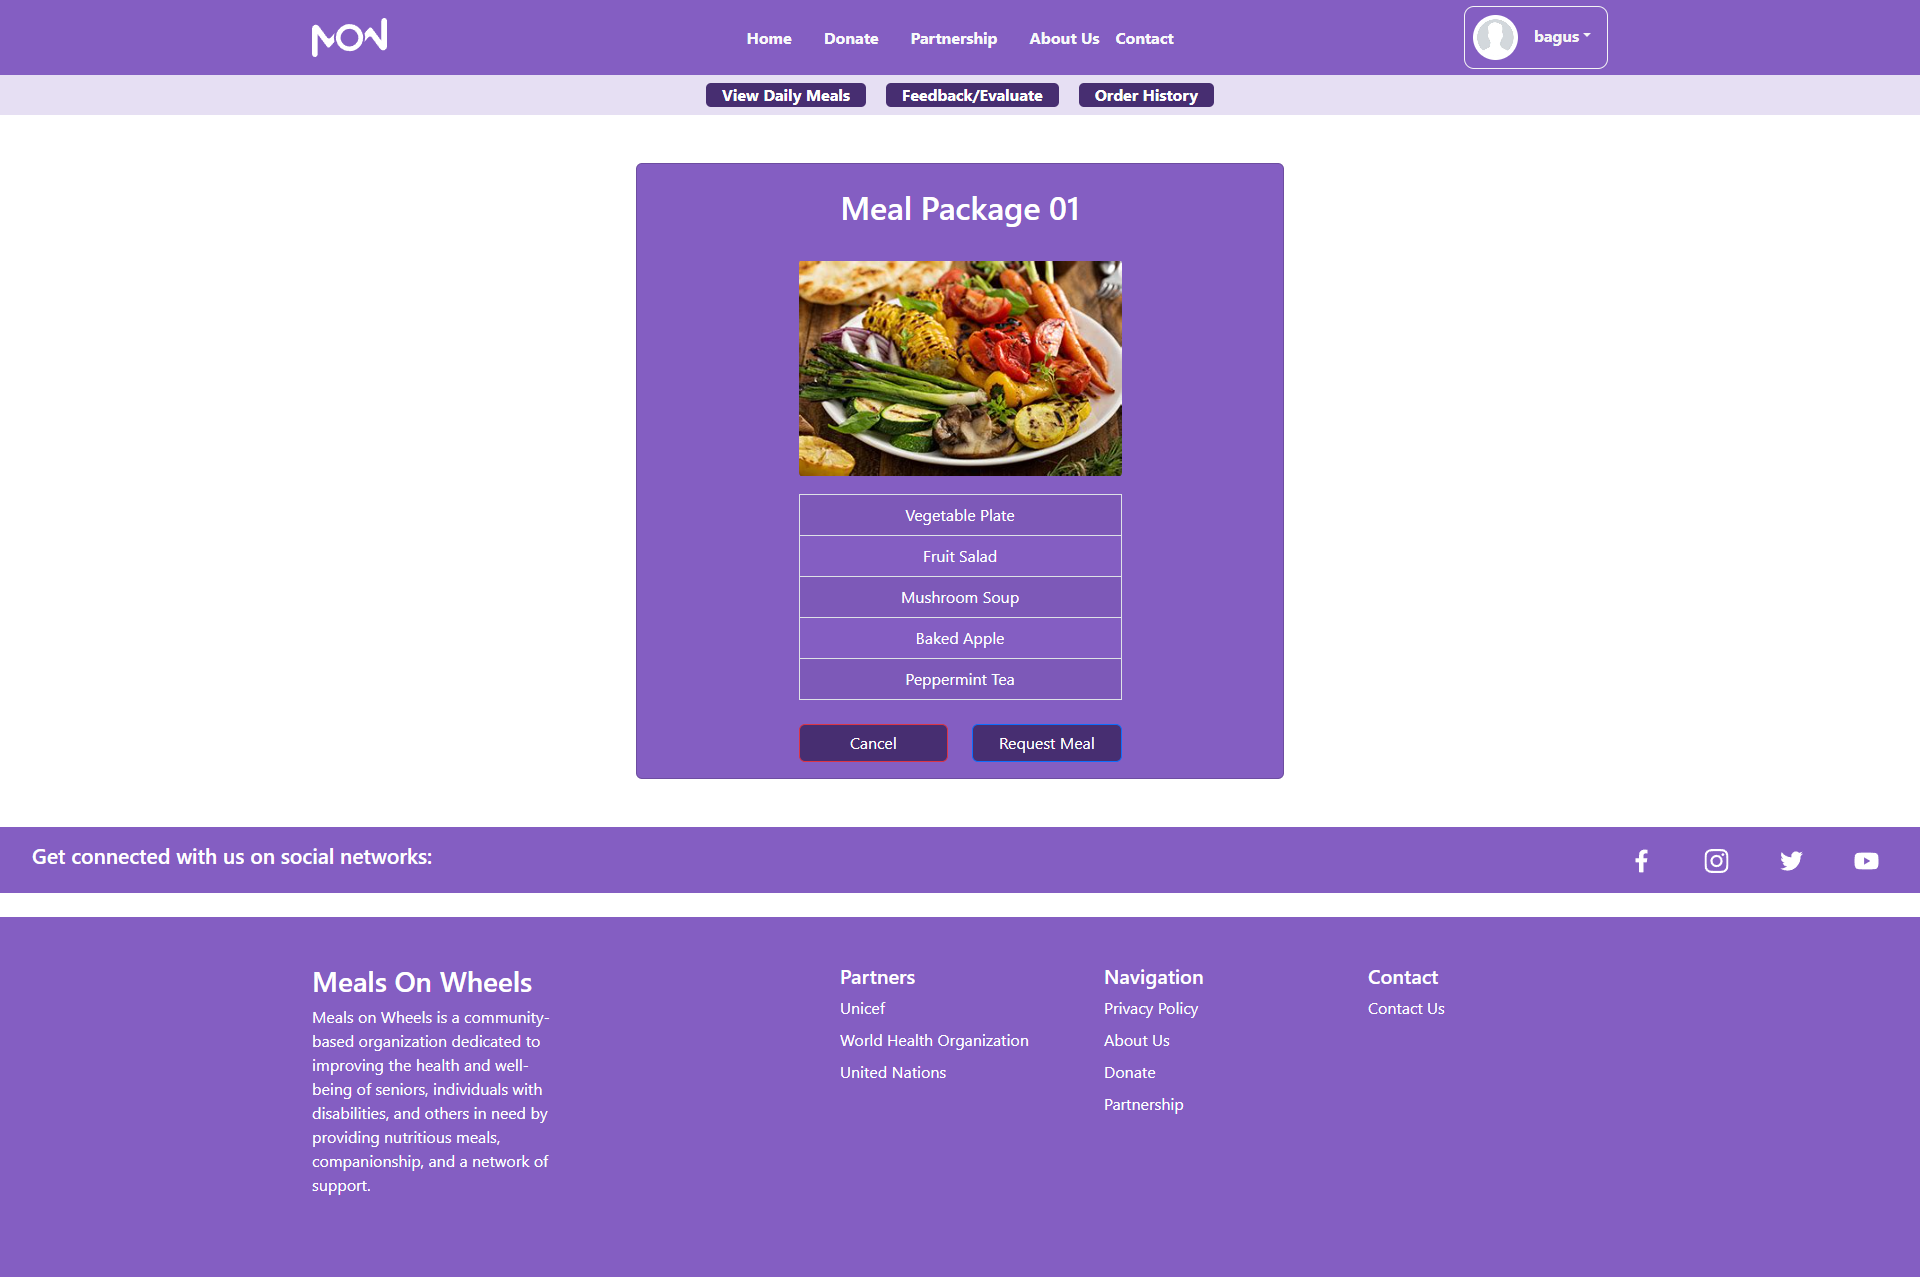 MOW
Home Donate Partnership About Us Contact
bagus
View Daily Meals Feedback/Evaluate Order History
Meal Package 01
Vegetable Plate
Fruit Salad
Mushroom Soup
Baked Apple
Peppermint Tea
Cancel Request Meal
Get connected with us on social networks:
Meals On Wheels
Meals on Wheels is a community-
based organization dedicated to
improving the health and well-
being of seniors, individuals with
disabilities, and others in need by
providing nutritious meals,
companionship, and a network of
support.
Partners
Unicef
World Health Organization
United Nations
Navigation
Privacy Policy
About Us
Donate
Partnership
Contact
Contact Us